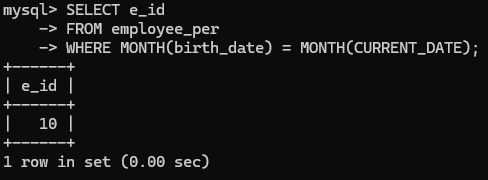 mysql> SELECT e_id
    -> FROM employee_per
    -> WHERE MONTH(birth_date) = MONTH(CURRENT_DATE);
+------+
| e_id |
+------+
|   10 |
+------+
1 row in set (0.00 sec)